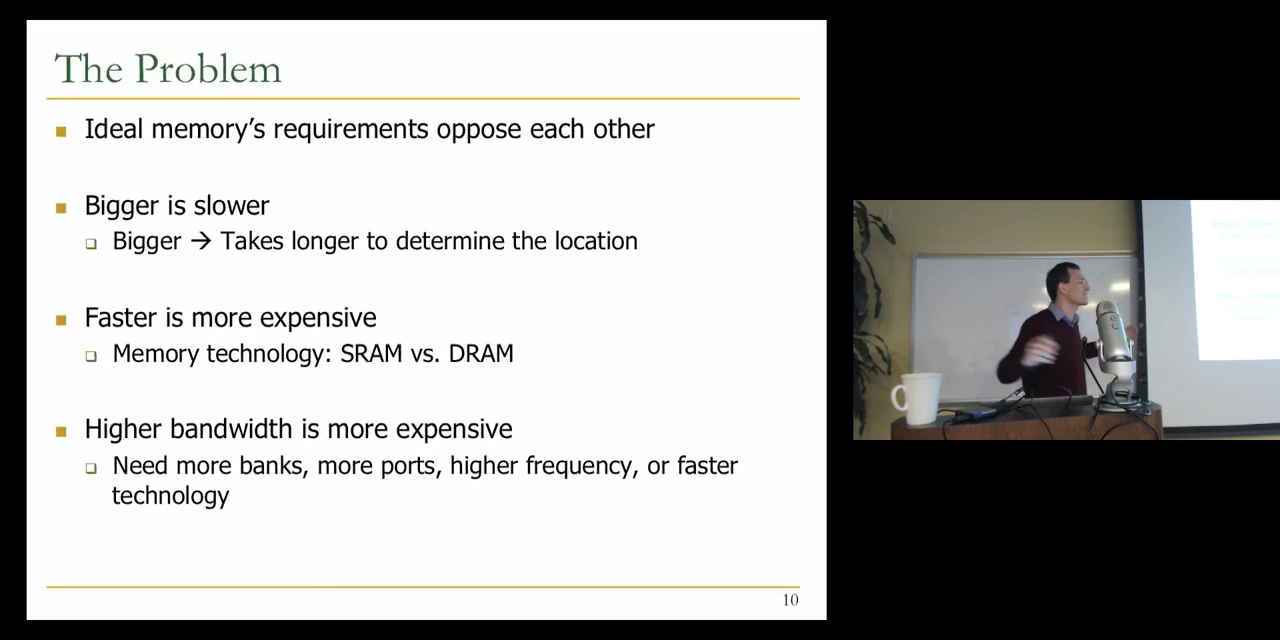 The Problem
Ideal memory's requirements oppose each other
Bigger is slower
Bigger → Takes longer to determine the location
Faster is more expensive
Memory technology: SRAM vs. DRAM
Higher bandwidth is more expensive
Need more banks, more ports, higher frequency, or faster
technology
10